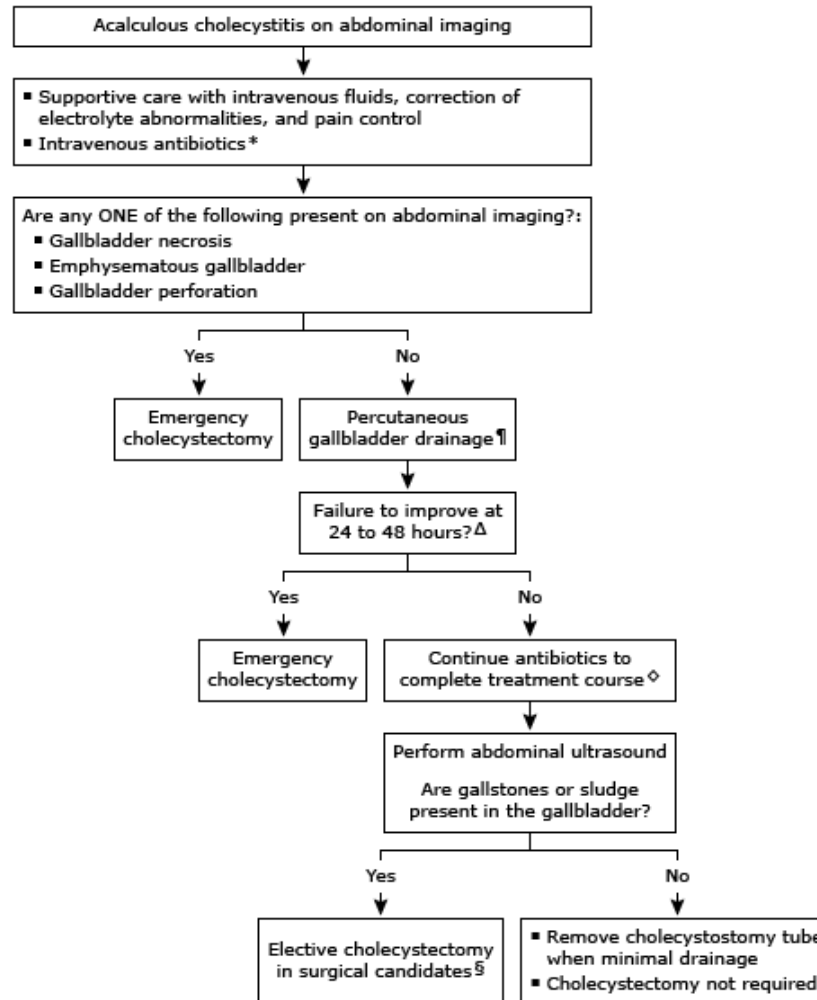 Acalculous cholecystitis on abdominal imaging
▪ Supportive care with intravenous fluids, correction of
electrolyte abnormalities, and pain control
▪ Intravenous antibiotics*
Are any ONE of the following present on abdominal imaging?:
▪ Gallbladder necrosis
▪ Emphysematous gallbladder
▪ Gallbladder perforation
Yes
No
Emergency
cholecystectomy
Percutaneous
gallbladder drainage¶
Failure to improve at
24 to 48 hours?Δ
Yes
No
Emergency
cholecystectomy
Continue antibiotics to
complete treatment course◇
Perform abdominal ultrasound
Are gallstones or sludge
present in the gallbladder?
Yes
No
Elective cholecystectomy
in surgical candidates§
▪ Remove cholecystostomy tube
when minimal drainage
▪ Cholecystectomy not required